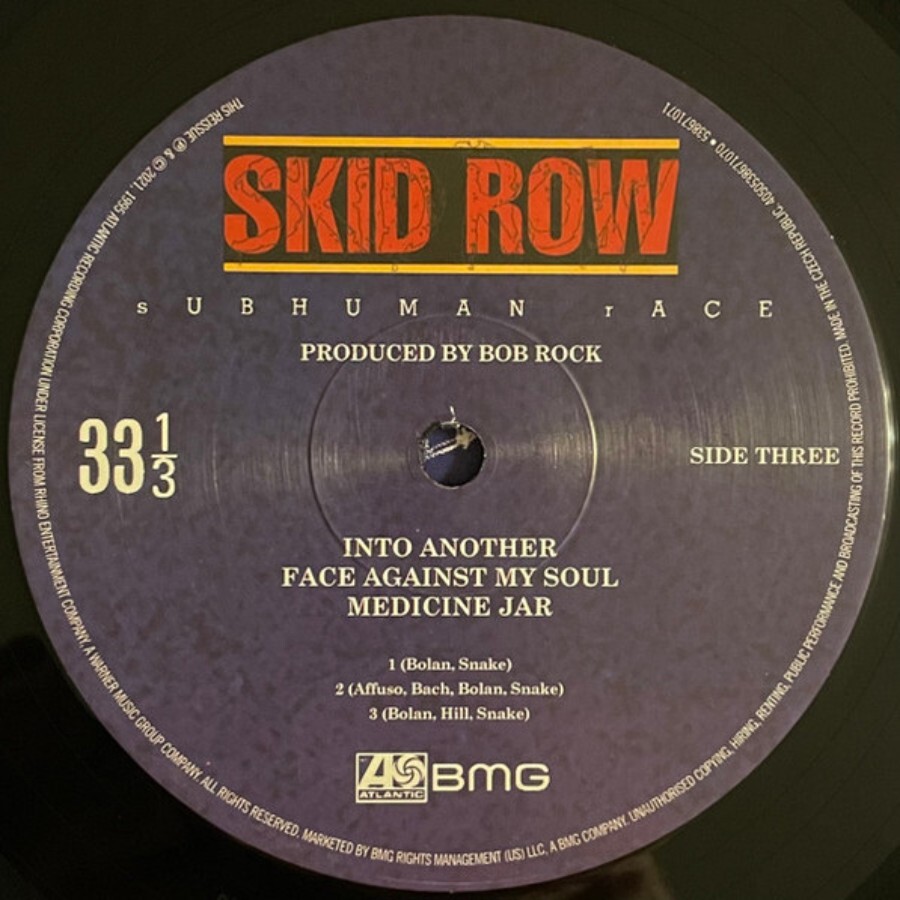 SKID ROW
sUBHUMAN rACE
PRODUCED BY BOB ROCK
33 1/3
SIDE THREE
INTO ANOTHER
FACE AGAINST MY SOUL
MEDICINE JAR
1 (Bolan, Snake)
2 (Affuso, Bach, Bolan, Snake)
3 (Bolan, Hill, Snake)
ATLANTIC BMG
THIS REISSUE ℗ & © 2021, 1995 ATLANTIC RECORDING CORPORATION UNDER LICENSE FROM RHINO ENTERTAINMENT COMPANY, A WARNER MUSIC GROUP COMPANY. ALL RIGHTS RESERVED. MARKETED BY BMG RIGHTS MANAGEMENT (US) LLC, A BMG COMPANY. UNAUTHORISED COPYING, HIRING, RENTING, PUBLIC PERFORMANCE AND BROADCASTING OF THIS RECORD PROHIBITED. MADE IN THE CZECH REPUBLIC. 4050538671070 • 538671071